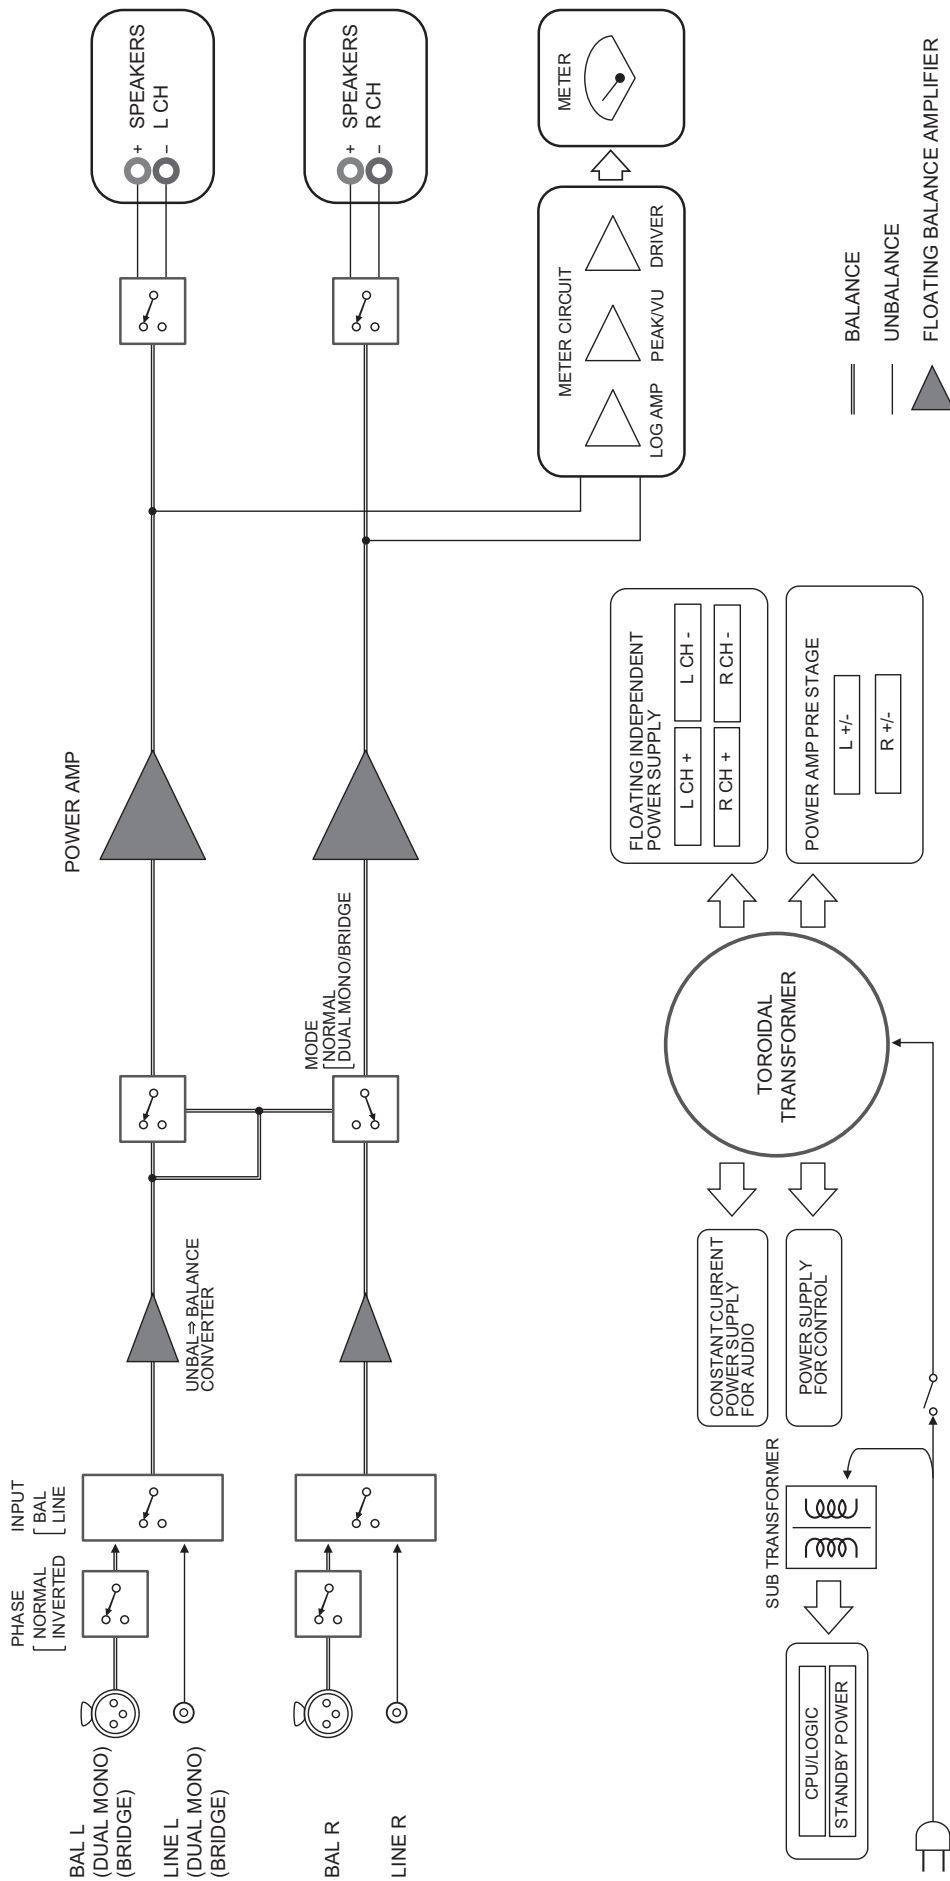 BAL L
(DUAL MONO)
(BRIDGE)
LINE L
(DUAL MONO)
(BRIDGE)
BAL R
LINE R
PHASE
NORMAL
INVERTED
INPUT
BAL
LINE
UNBAL⇒BALANCE
CONVERTER
MODE
NORMAL
DUAL MONO/BRIDGE
POWER AMP
+ SPEAKERS
- L CH
+ SPEAKERS
- R CH
METER CIRCUIT
LOG AMP
PEAK/VU
DRIVER
METER
CPU/LOGIC
STANDBY POWER
SUB TRANSFORMER
CONSTANT CURRENT
POWER SUPPLY
FOR AUDIO
POWER SUPPLY
FOR CONTROL
TOROIDAL
TRANSFORMER
FLOATING INDEPENDENT
POWER SUPPLY
L CH +
L CH -
R CH +
R CH -
POWER AMP PRE STAGE
L +/-
R +/-
BALANCE
UNBALANCE
FLOATING BALANCE AMPLIFIER